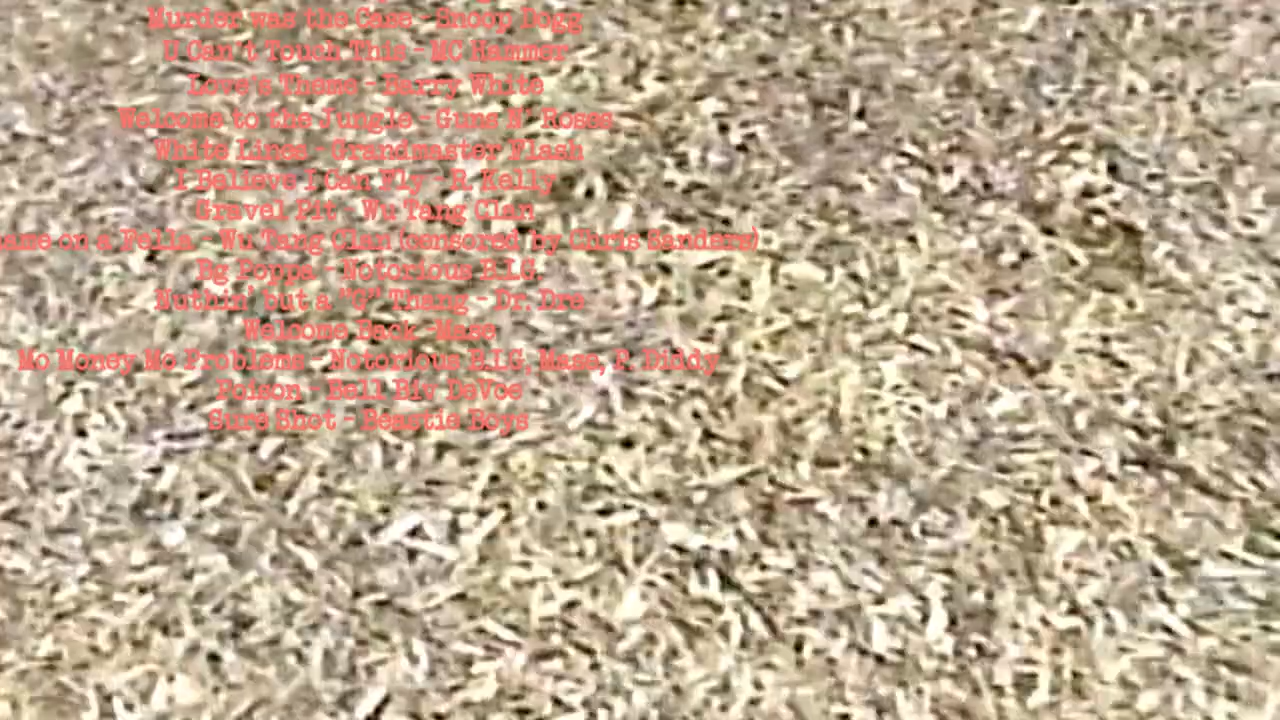 Murder was the Case - Snoop Dogg
U Can't Touch This - MC Hammer
Love's Theme - Barry White
Welcome to the Jungle - Guns N' Roses
White Lines - Grandmaster Flash
I Believe I Can Fly - R. Kelly
Gravel Pit - Wu Tang Clan
on a Fella - Wu Tang Clan (censored by Chris Sanders)
Bg Poppa - Notorious B.I.G.
Nuthin' but a "G" Thang - Dr. Dre
Welcome Back -Mase
Mo Money Mo Problems - Notorious B.I.G, Mase, P. Diddy
Poison - Bell Biv DeVoe
Sure Shot - Beastie Boys